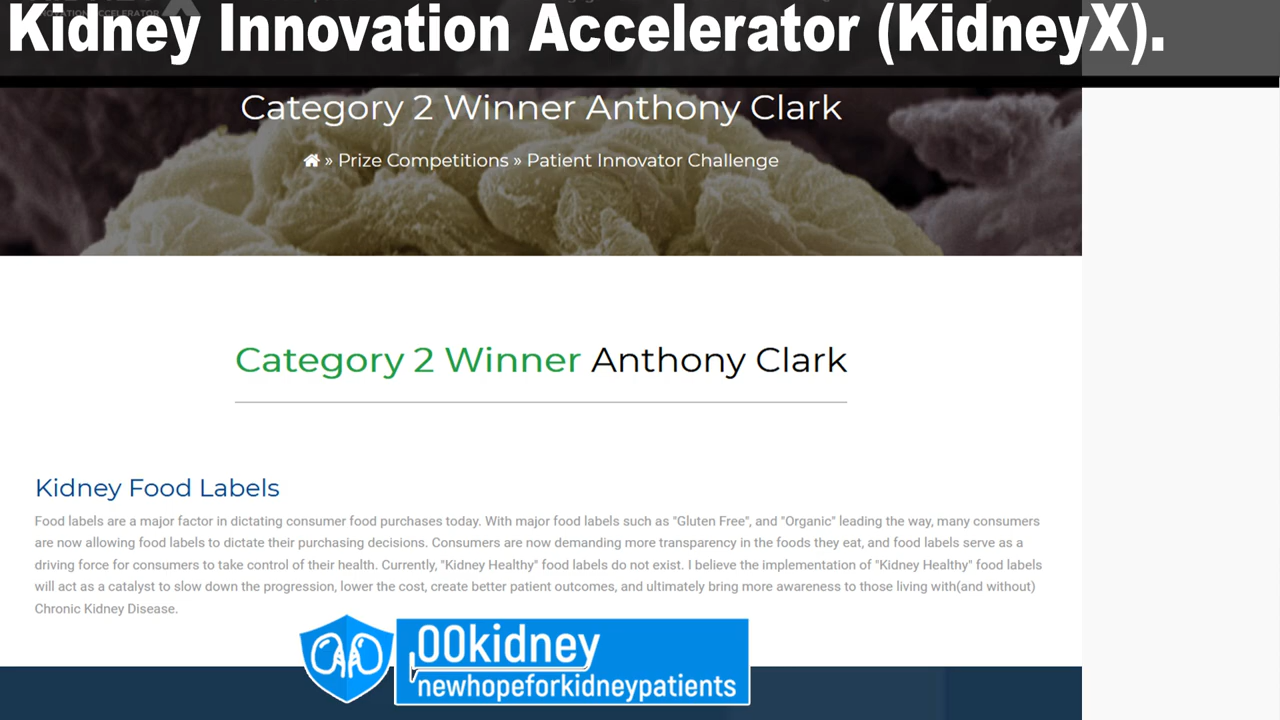 Kidney Innovation Accelerator (KidneyX).
INNOVATION ACCELERATOR
Category 2 Winner Anthony Clark
» Prize Competitions » Patient Innovator Challenge
Category 2 Winner Anthony Clark
Kidney Food Labels
Food labels are a major factor in dictating consumer food purchases today. With major food labels such as "Gluten Free", and "Organic" leading the way, many consumers
are now allowing food labels to dictate their purchasing decisions. Consumers are now demanding more transparency in the foods they eat, and food labels serve as a
driving force for consumers to take control of their health. Currently, "Kidney Healthy" food labels do not exist. I believe the implementation of "Kidney Healthy" food labels
will act as a catalyst to slow down the progression, lower the cost, create better patient outcomes, and ultimately bring more awareness to those living with(and without)
Chronic Kidney Disease.
00kidney
newhopeforkidneypatients